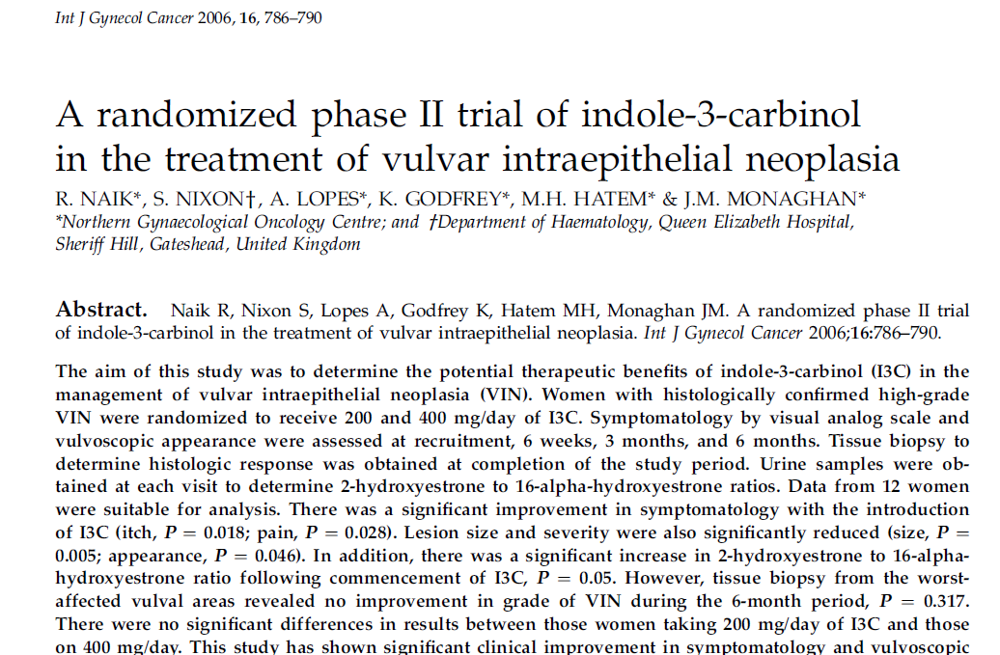 Int J Gynecol Cancer 2006, 16, 786–790
A randomized phase II trial of indole-3-carbinol
in the treatment of vulvar intraepithelial neoplasia
R. NAIK*, S. NIXON†, A. LOPES*, K. GODFREY*, M.H. HATEM* & J.M. MONAGHAN*
*Northern Gynaecological Oncology Centre; and †Department of Haematology, Queen Elizabeth Hospital,
Sheriff Hill, Gateshead, United Kingdom
Abstract. Naik R, Nixon S, Lopes A, Godfrey K, Hatem MH, Monaghan JM. A randomized phase II trial
of indole-3-carbinol in the treatment of vulvar intraepithelial neoplasia. Int J Gynecol Cancer 2006;16:786–790.
The aim of this study was to determine the potential therapeutic benefits of indole-3-carbinol (I3C) in the
management of vulvar intraepithelial neoplasia (VIN). Women with histologically confirmed high-grade
VIN were randomized to receive 200 and 400 mg/day of I3C. Symptomatology by visual analog scale and
vulvoscopic appearance were assessed at recruitment, 6 weeks, 3 months, and 6 months. Tissue biopsy to
determine histologic response was obtained at completion of the study period. Urine samples were ob-
tained at each visit to determine 2-hydroxyestrone to 16-alpha-hydroxyestrone ratios. Data from 12 women
were suitable for analysis. There was a significant improvement in symptomatology with the introduction
of I3C (itch, P = 0.018; pain, P = 0.028). Lesion size and severity were also significantly reduced (size, P =
0.005; appearance, P = 0.046). In addition, there was a significant increase in 2-hydroxyestrone to 16-alpha-
hydroxyestrone ratio following commencement of I3C, P = 0.05. However, tissue biopsy from the worst-
affected vulval areas revealed no improvement in grade of VIN during the 6-month period, P = 0.317.
There were no significant differences in results between those women taking 200 mg/day of I3C and those
on 400 mg/day. This study has shown significant clinical improvement in symptomatology and vulvoscopic